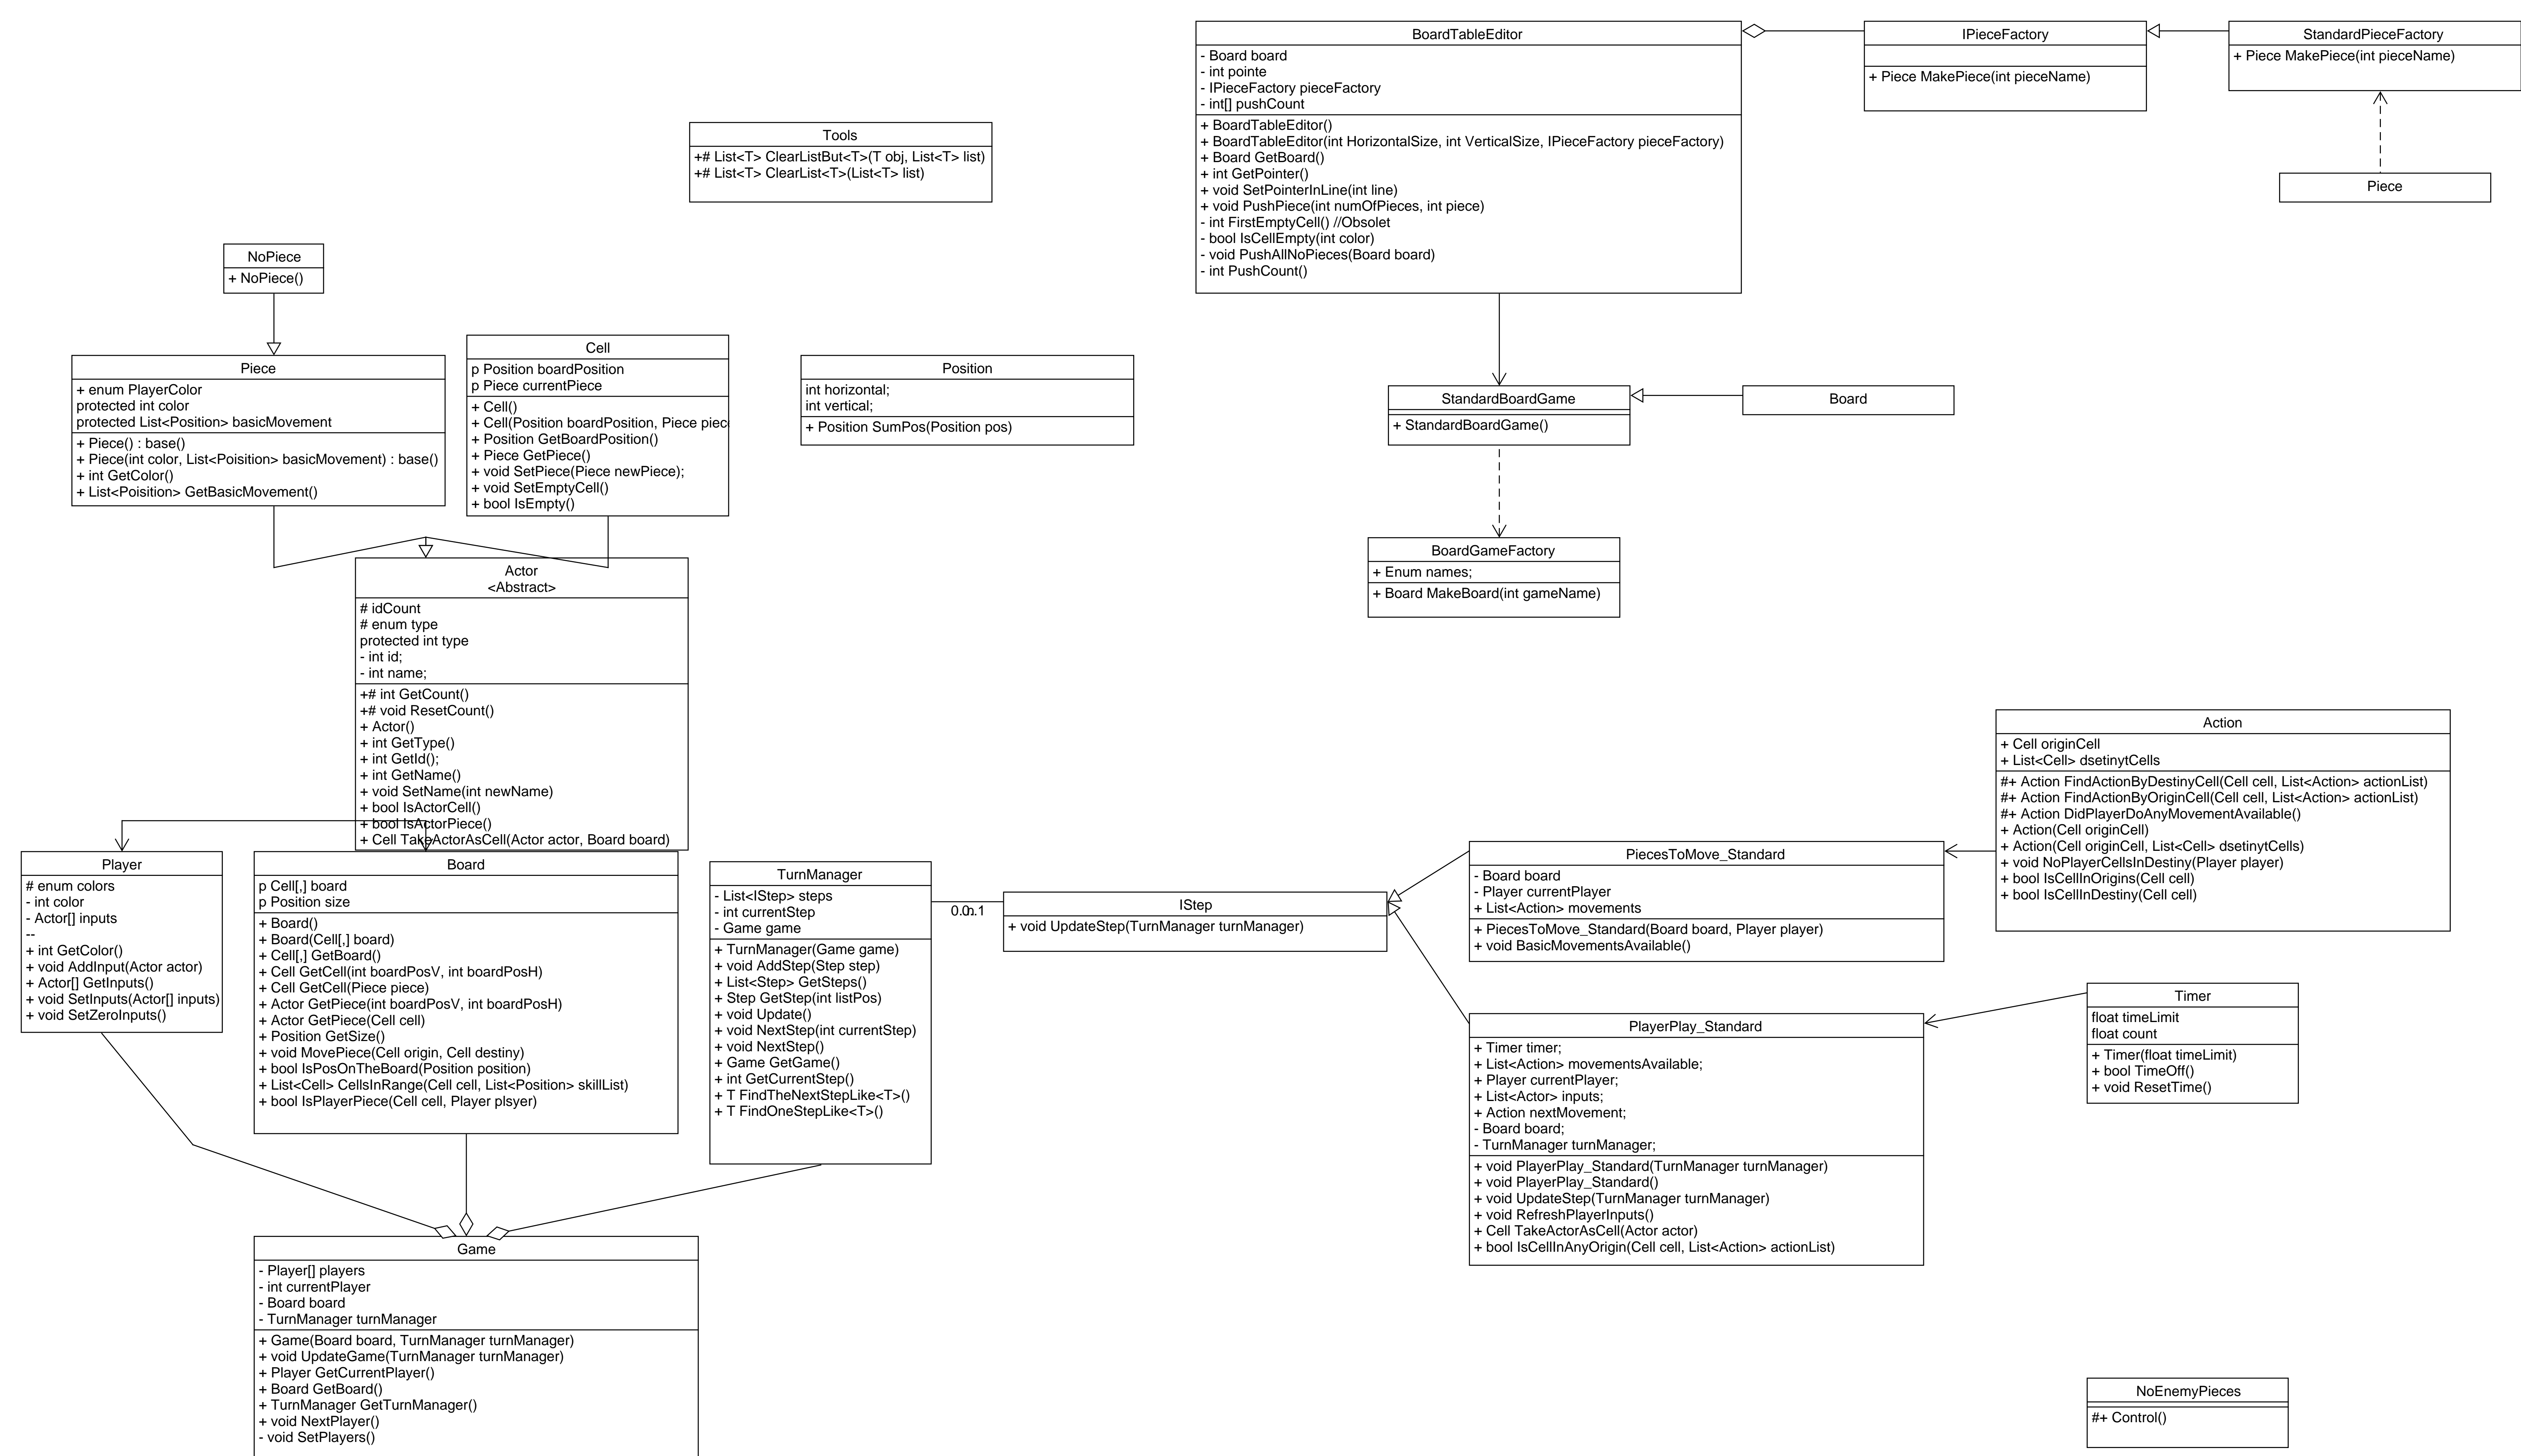 BoardTableEditor
- Board board
- int pointe
- IPieceFactory pieceFactory
- int[] pushCount
+ BoardTableEditor()
+ BoardTableEditor(int HorizontalSize, int VerticalSize, IPieceFactory pieceFactory)
+ Board GetBoard()
+ int GetPointer()
+ void SetPointerInLine(int line)
+ void PushPiece(int numOfPieces, int piece)
- int FirstEmptyCell() //Obsolet
- bool IsCellEmpty(int color)
- void PushAllNoPieces(Board board)
- int PushCount()
IPieceFactory
+ Piece MakePiece(int pieceName)
StandardPieceFactory
+ Piece MakePiece(int pieceName)
Piece
Tools
+# List<T> ClearListBut<T>(T obj, List<T> list)
+# List<T> ClearList<T>(List<T> list)
NoPiece
+ NoPiece()
Piece
+ enum PlayerColor
protected int color
protected List<Position> basicMovement
+ Piece() : base()
+ Piece(int color, List<Poisition> basicMovement) : base()
+ int GetColor()
+ List<Poisition> GetBasicMovement()
Cell
p Position boardPosition
p Piece currentPiece
+ Cell()
+ Cell(Position boardPosition, Piece piec
+ Position GetBoardPosition()
+ Piece GetPiece()
+ void SetPiece(Piece newPiece);
+ void SetEmptyCell()
+ bool IsEmpty()
Position
int horizontal;
int vertical;
+ Position SumPos(Position pos)
StandardBoardGame
+ StandardBoardGame()
Board
BoardGameFactory
+ Enum names;
+ Board MakeBoard(int gameName)
Actor
<Abstract>
# idCount
# enum type
protected int type
- int id;
- int name;
+# int GetCount()
+# void ResetCount()
+ Actor()
+ int GetType()
+ int GetId();
+ int GetName()
+ void SetName(int newName)
+ bool IsActorCell()
+ bool IsActorPiece()
+ Cell TakeActorAsCell(Actor actor, Board board)
Action
+ Cell originCell
+ List<Cell> dsetinytCells
#+ Action FindActionByDestinyCell(Cell cell, List<Action> actionList)
#+ Action FindActionByOriginCell(Cell cell, List<Action> actionList)
#+ Action DidPlayerDoAnyMovementAvailable()
+ Action(Cell originCell)
+ Action(Cell originCell, List<Cell> dsetinytCells)
+ void NoPlayerCellsInDestiny(Player player)
+ bool IsCellInOrigins(Cell cell)
+ bool IsCellInDestiny(Cell cell)
Player
# enum colors
- int color
- Actor[] inputs
--
+ int GetColor()
+ void AddInput(Actor actor)
+ Actor[] GetInputs()
+ void SetInputs(Actor[] inputs)
+ void SetZeroInputs()
Board
p Cell[,] board
p Position size
+ Board()
+ Board(Cell[,] board)
+ Cell[,] GetBoard()
+ Cell GetCell(int boardPosV, int boardPosH)
+ Cell GetCell(Piece piece)
+ Actor GetPiece(int boardPosV, int boardPosH)
+ Actor GetPiece(Cell cell)
+ Position GetSize()
+ void MovePiece(Cell origin, Cell destiny)
+ bool IsPosOnTheBoard(Position position)
+ List<Cell> CellsInRange(Cell cell, List<Position> skillList)
+ bool IsPlayerPiece(Cell cell, Player plsyer)
TurnManager
- List<IStep> steps
- int currentStep
- Game game
+ TurnManager(Game game)
+ void AddStep(Step step)
+ List<Step> GetSteps()
+ Step GetStep(int listPos)
+ void Update()
+ void NextStep(int currentStep)
+ void NextStep()
+ Game GetGame()
+ int GetCurrentStep()
+ T FindTheNextStepLike<T>()
+ T FindOneStepLike<T>()
IStep
+ void UpdateStep(TurnManager turnManager)
PiecesToMove_Standard
- Board board
- Player currentPlayer
+ List<Action> movements
+ PiecesToMove_Standard(Board board, Player player)
+ void BasicMovementsAvailable()
Timer
float timeLimit
float count
+ Timer(float timeLimit)
+ bool TimeOff()
+ void ResetTime()
PlayerPlay_Standard
+ Timer timer;
+ List<Action> movementsAvailable;
+ Player currentPlayer;
+ List<Actor> inputs;
+ Action nextMovement;
- Board board;
- TurnManager turnManager;
+ void PlayerPlay_Standard(TurnManager turnManager)
+ void PlayerPlay_Standard()
+ void UpdateStep(TurnManager turnManager)
+ void RefreshPlayerInputs()
+ Cell TakeActorAsCell(Actor actor)
+ bool IsCellInAnyOrigin(Cell cell, List<Action> actionList)
Game
- Player[] players
- int currentPlayer
- Board board
- TurnManager turnManager
+ Game(Board board, TurnManager turnManager)
+ void UpdateGame(TurnManager turnManager)
+ Player GetCurrentPlayer()
+ Board GetBoard()
+ TurnManager GetTurnManager()
+ void NextPlayer()
- void SetPlayers()
NoEnemyPieces
#+ Control()